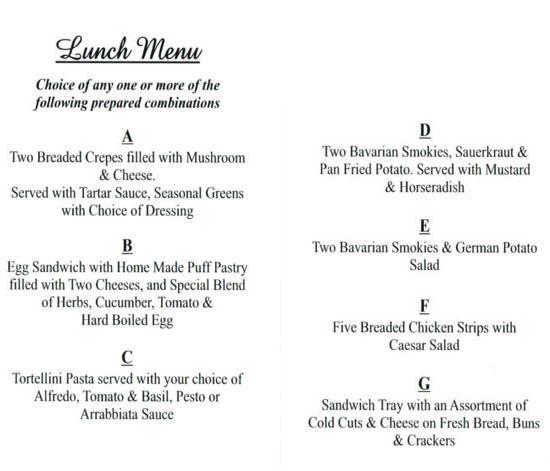 Lunch Menu
Choice of any one or more of the
following prepared combinations
A
Two Breaded Crepes filled with Mushroom
& Cheese.
Served with Tartar Sauce, Seasonal Greens
with Choice of Dressing
B
Egg Sandwich with Home Made Puff Pastry
filled with Two Cheeses, and Special Blend
of Herbs, Cucumber, Tomato &
Hard Boiled Egg
C
Tortellini Pasta served with your choice of
Alfredo, Tomato & Basil, Pesto or
Arrabbiata Sauce
D
Two Bavarian Smokies, Sauerkraut &
Pan Fried Potato. Served with Mustard
& Horseradish
E
Two Bavarian Smokies & German Potato
Salad
F
Five Breaded Chicken Strips with
Caesar Salad
G
Sandwich Tray with an Assortment of
Cold Cuts & Cheese on Fresh Bread, Buns
& Crackers